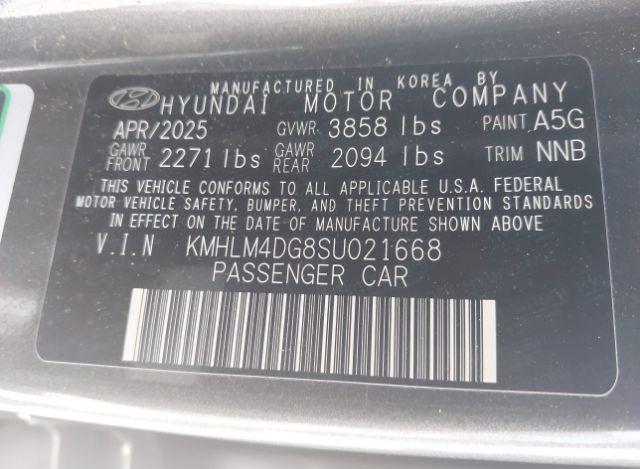 MANUFACTURED IN KOREA BY
HYUNDAI MOTOR COMPANY
APR/2025 GVWR 3858 lbs PAINT A5G
GAWR FRONT 2271 lbs GAWR REAR 2094 lbs TRIM NNB
THIS VEHICLE CONFORMS TO ALL APPLICABLE U.S.A. FEDERAL
MOTOR VEHICLE SAFETY, BUMPER, AND THEFT PREVENTION STANDARDS
IN EFFECT ON THE DATE OF MANUFACTURE SHOWN ABOVE
V.I.N KMHLM4DG8SU021668
PASSENGER CAR